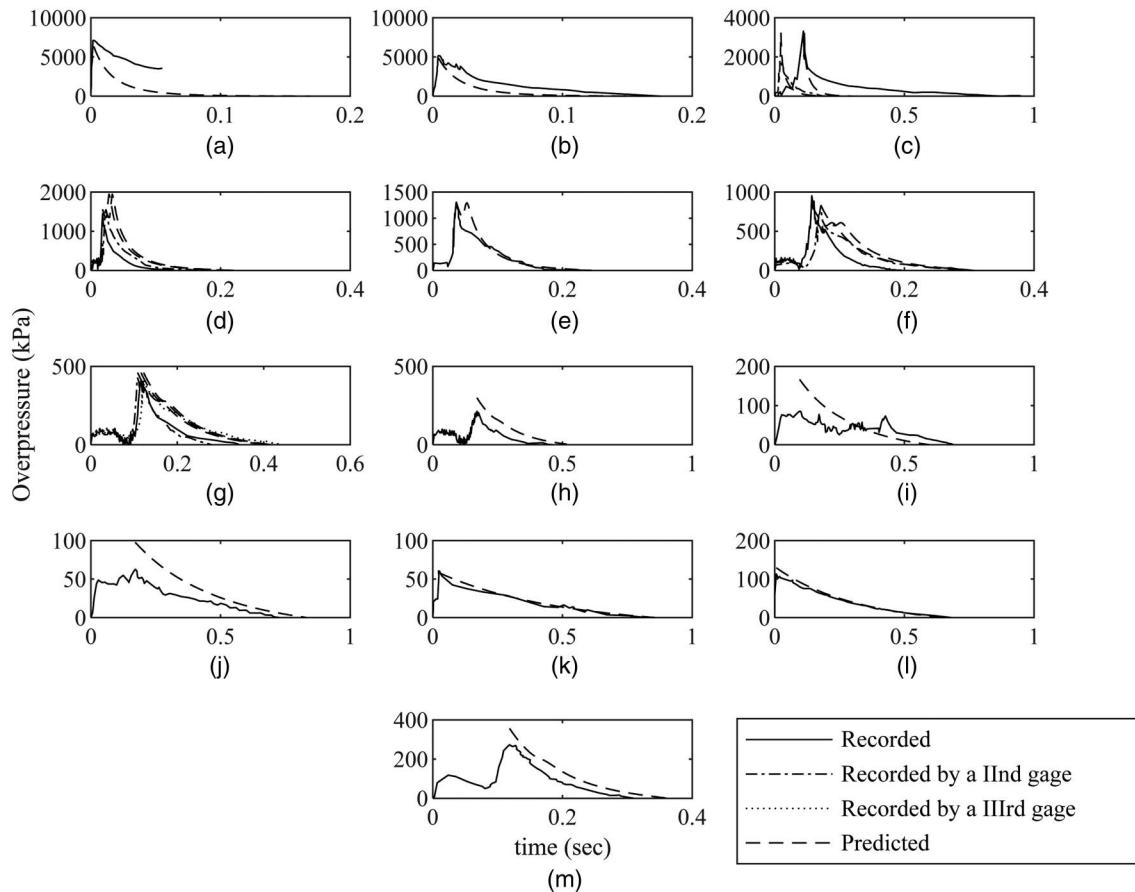 10000
5000
0
0 0.1 0.2
(a)
10000
5000
0
0 0.1 0.2
(b)
4000
2000
0
0 0.5 1
(c)
2000
1000
0
0 0.2 0.4
(d)
1500
1000
500
0
0 0.2 0.4
(e)
1000
500
0
0 0.2 0.4
(f)
Overpressure (kPa)
500
0
0 0.2 0.4 0.6
(g)
500
0
0 0.5 1
(h)
200
100
0
0 0.5 1
(i)
100
50
0
0 0.5 1
(j)
100
50
0
0 0.5 1
(k)
200
100
0
0 0.5 1
(l)
400
200
0
0 0.2 0.4
time (sec)
(m)
Recorded
Recorded by a IInd gage
Recorded by a IIIrd gage
Predicted